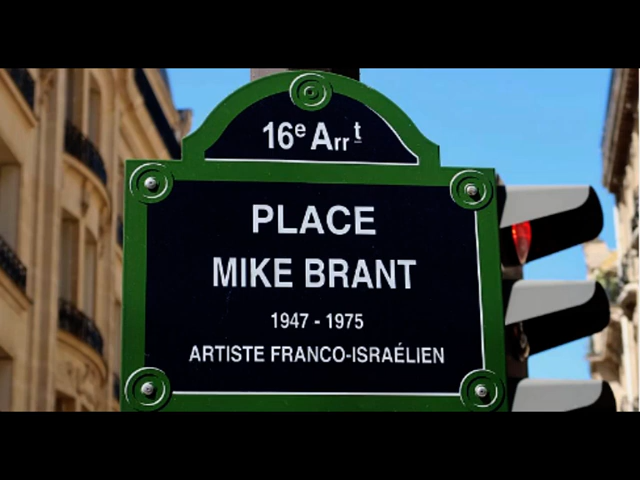 16e Arrt
PLACE
MIKE BRANT
1947 - 1975
ARTISTE FRANCO-ISRAÉLIEN